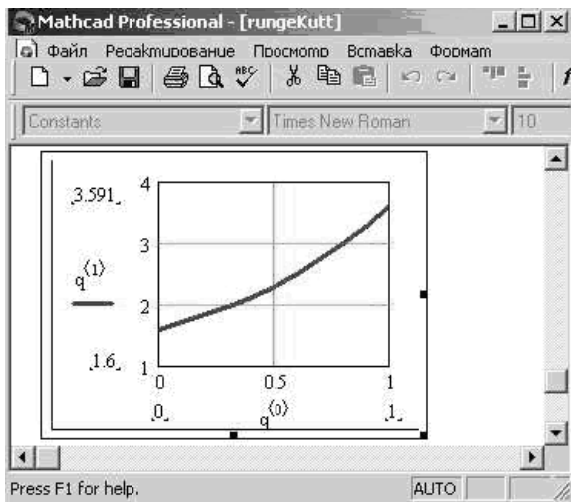 Mathcad Professional - [rungeKutt]
Файл Редактирование Просмотр Вставка Формат
ABC
Constants Times New Roman 10
3.591
4
3
q⟨1⟩
2
1.6
1
0 0.5 1
0 q⟨0⟩ 1
Press F1 for help. AUTO